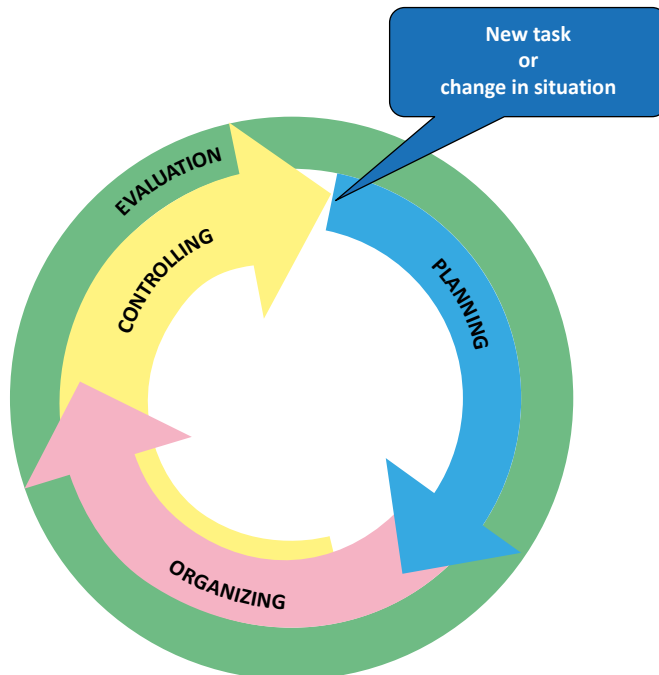 New task
or
change in situation
EVALUATION
CONTROLLING
PLANNING
ORGANIZING